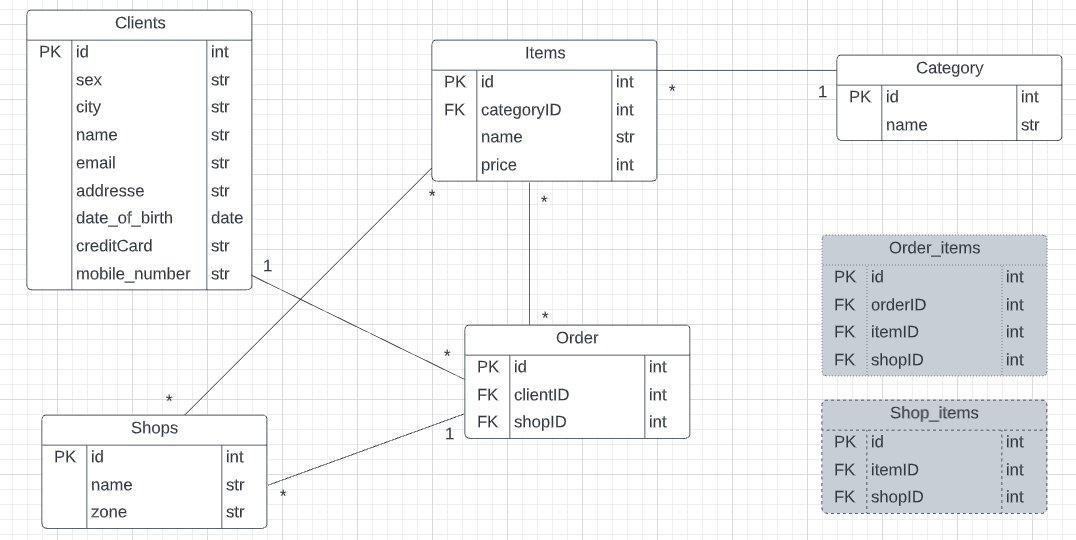 Clients
PK id int
sex str
city str
name str
email str
addresse str
date_of_birth date
creditCard str
mobile_number str
Items
PK id int
FK categoryID int
name str
price int
Category
PK id int
name str
* 1
*
*
1
*
*
*
1
*
Order_items
PK id int
FK orderID int
FK itemID int
FK shopID int
Order
PK id int
FK clientID int
FK shopID int
Shops
PK id int
name str
zone str
Shop_items
PK id int
FK itemID int
FK shopID int